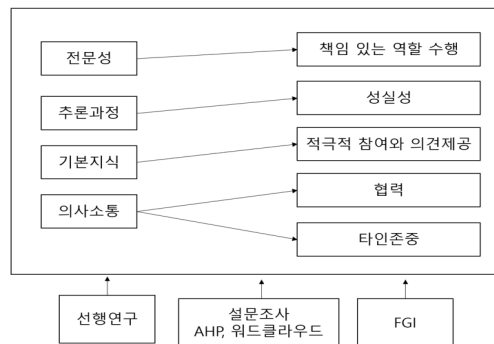 전문성
책임 있는 역할 수행
추론과정
성실성
기본지식
적극적 참여와 의견제공
의사소통
협력
타인존중
선행연구
설문조사
AHP, 워드클라우드
FGI